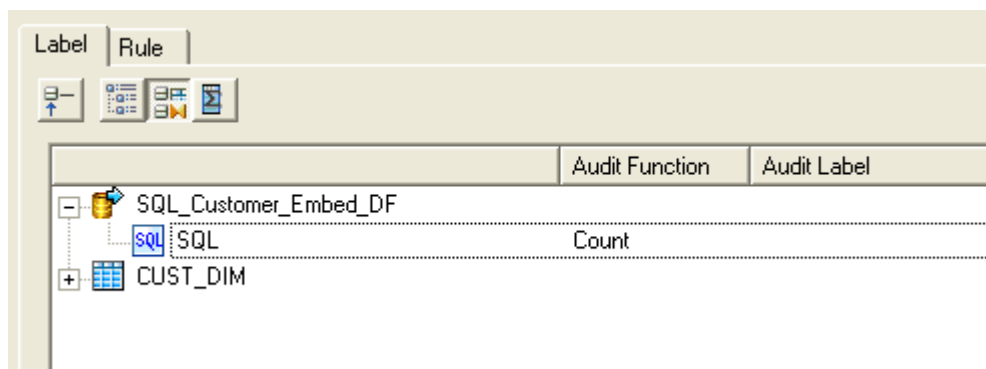 Label Rule
Audit Function Audit Label
SQL_Customer_Embed_DF
SQL SQL Count
CUST_DIM